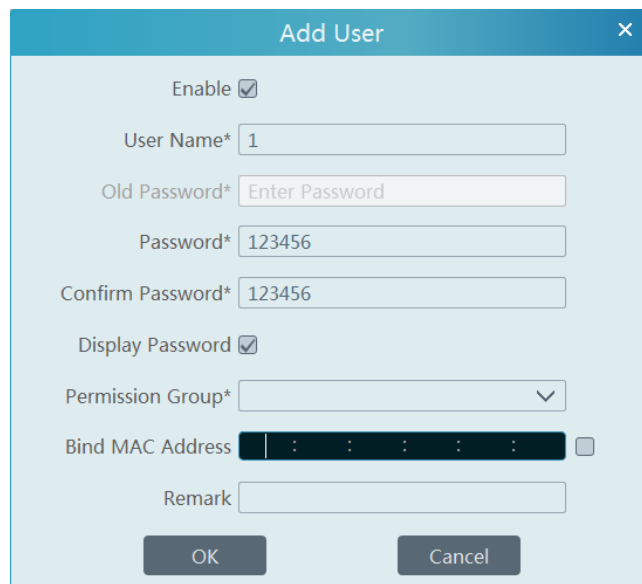 Add User ×
Enable
User Name* 1
Old Password* Enter Password
Password* 123456
Confirm Password* 123456
Display Password
Permission Group*
Bind MAC Address : : : : :
Remark
OK Cancel